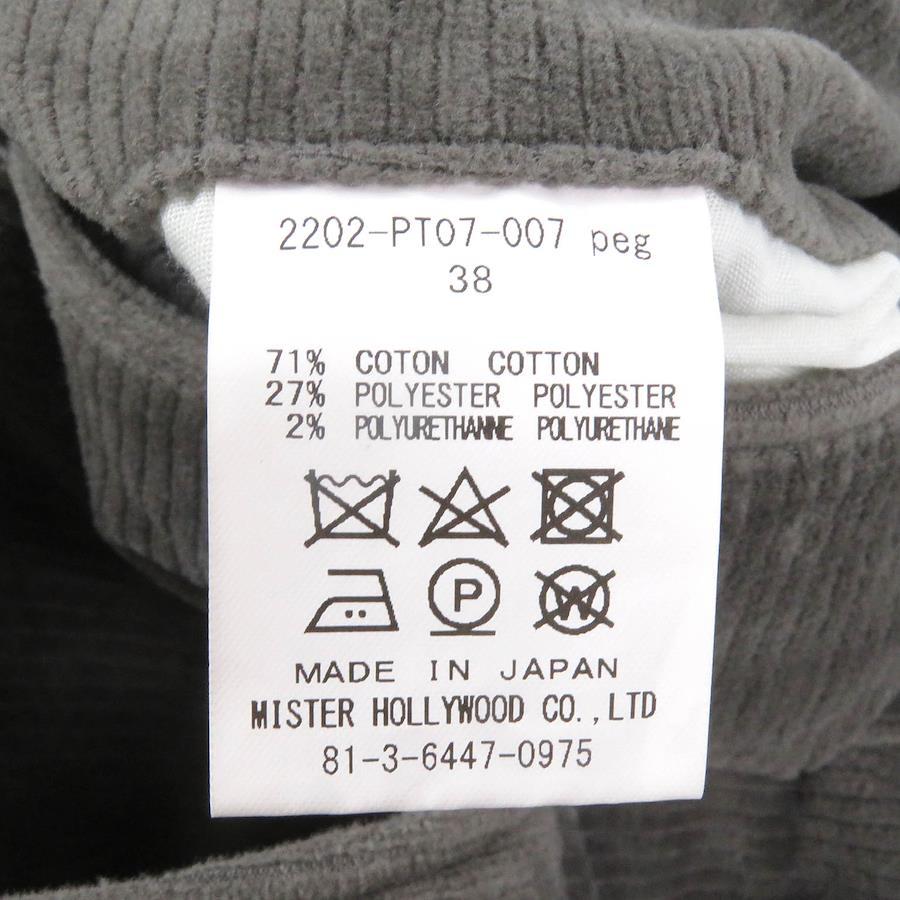 2202-PT07-007 peg
38
71% COTON COTTON
27% POLYESTER POLYESTER
2% POLYURETHANNE POLYURETHANE
P W
MADE IN JAPAN
MISTER HOLLYWOOD CO.,LTD
81-3-6447-0975